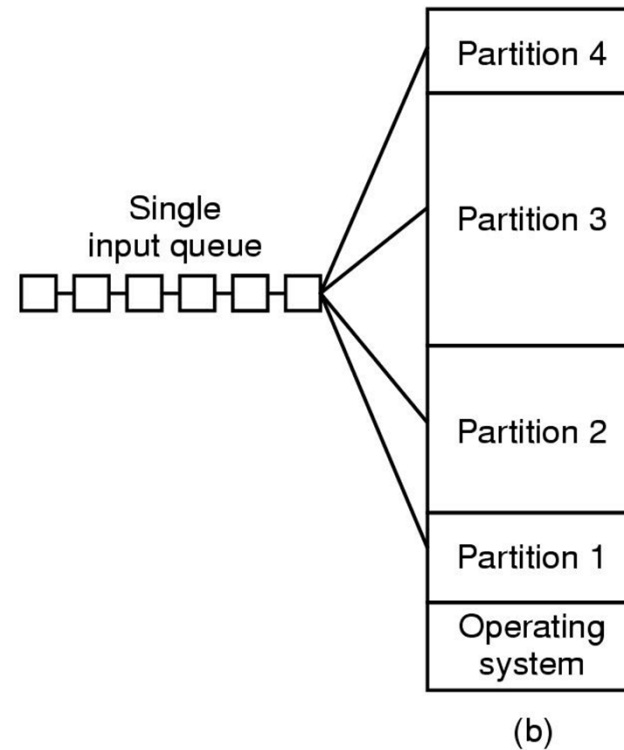 Partition 4
Single
input queue
Partition 3
Partition 2
Partition 1
Operating
system
(b)